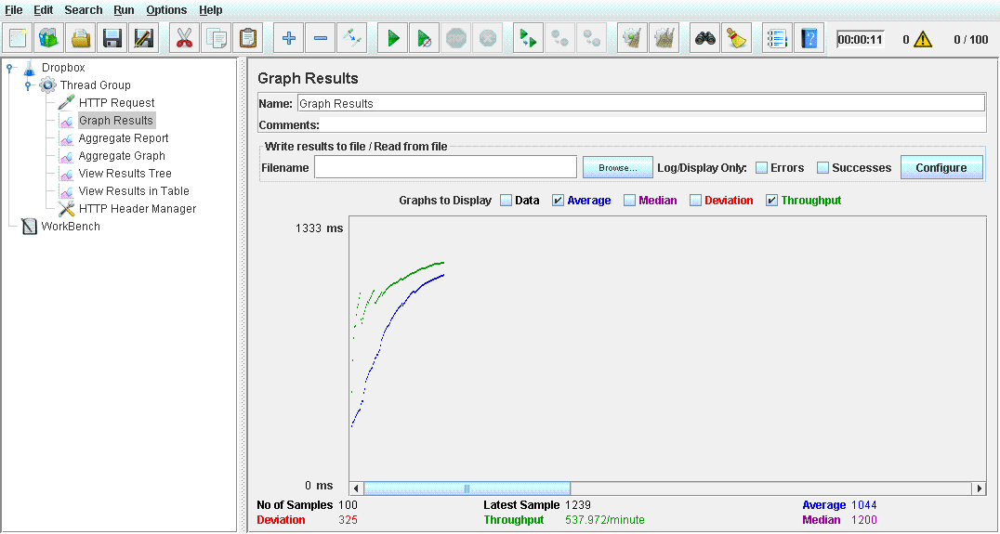 File Edit Search Run Options Help
00:00:11 0 0 / 100
Dropbox
Thread Group
HTTP Request
Graph Results
Aggregate Report
Aggregate Graph
View Results Tree
View Results in Table
HTTP Header Manager
WorkBench
Graph Results
Name: Graph Results
Comments:
Write results to file / Read from file
Filename Browse... Log/Display Only: Errors Successes Configure
Graphs to Display Data Average Median Deviation Throughput
1333 ms
0 ms
No of Samples 100 Latest Sample 1239 Average 1044
Deviation 325 Throughput 537.972/minute Median 1200